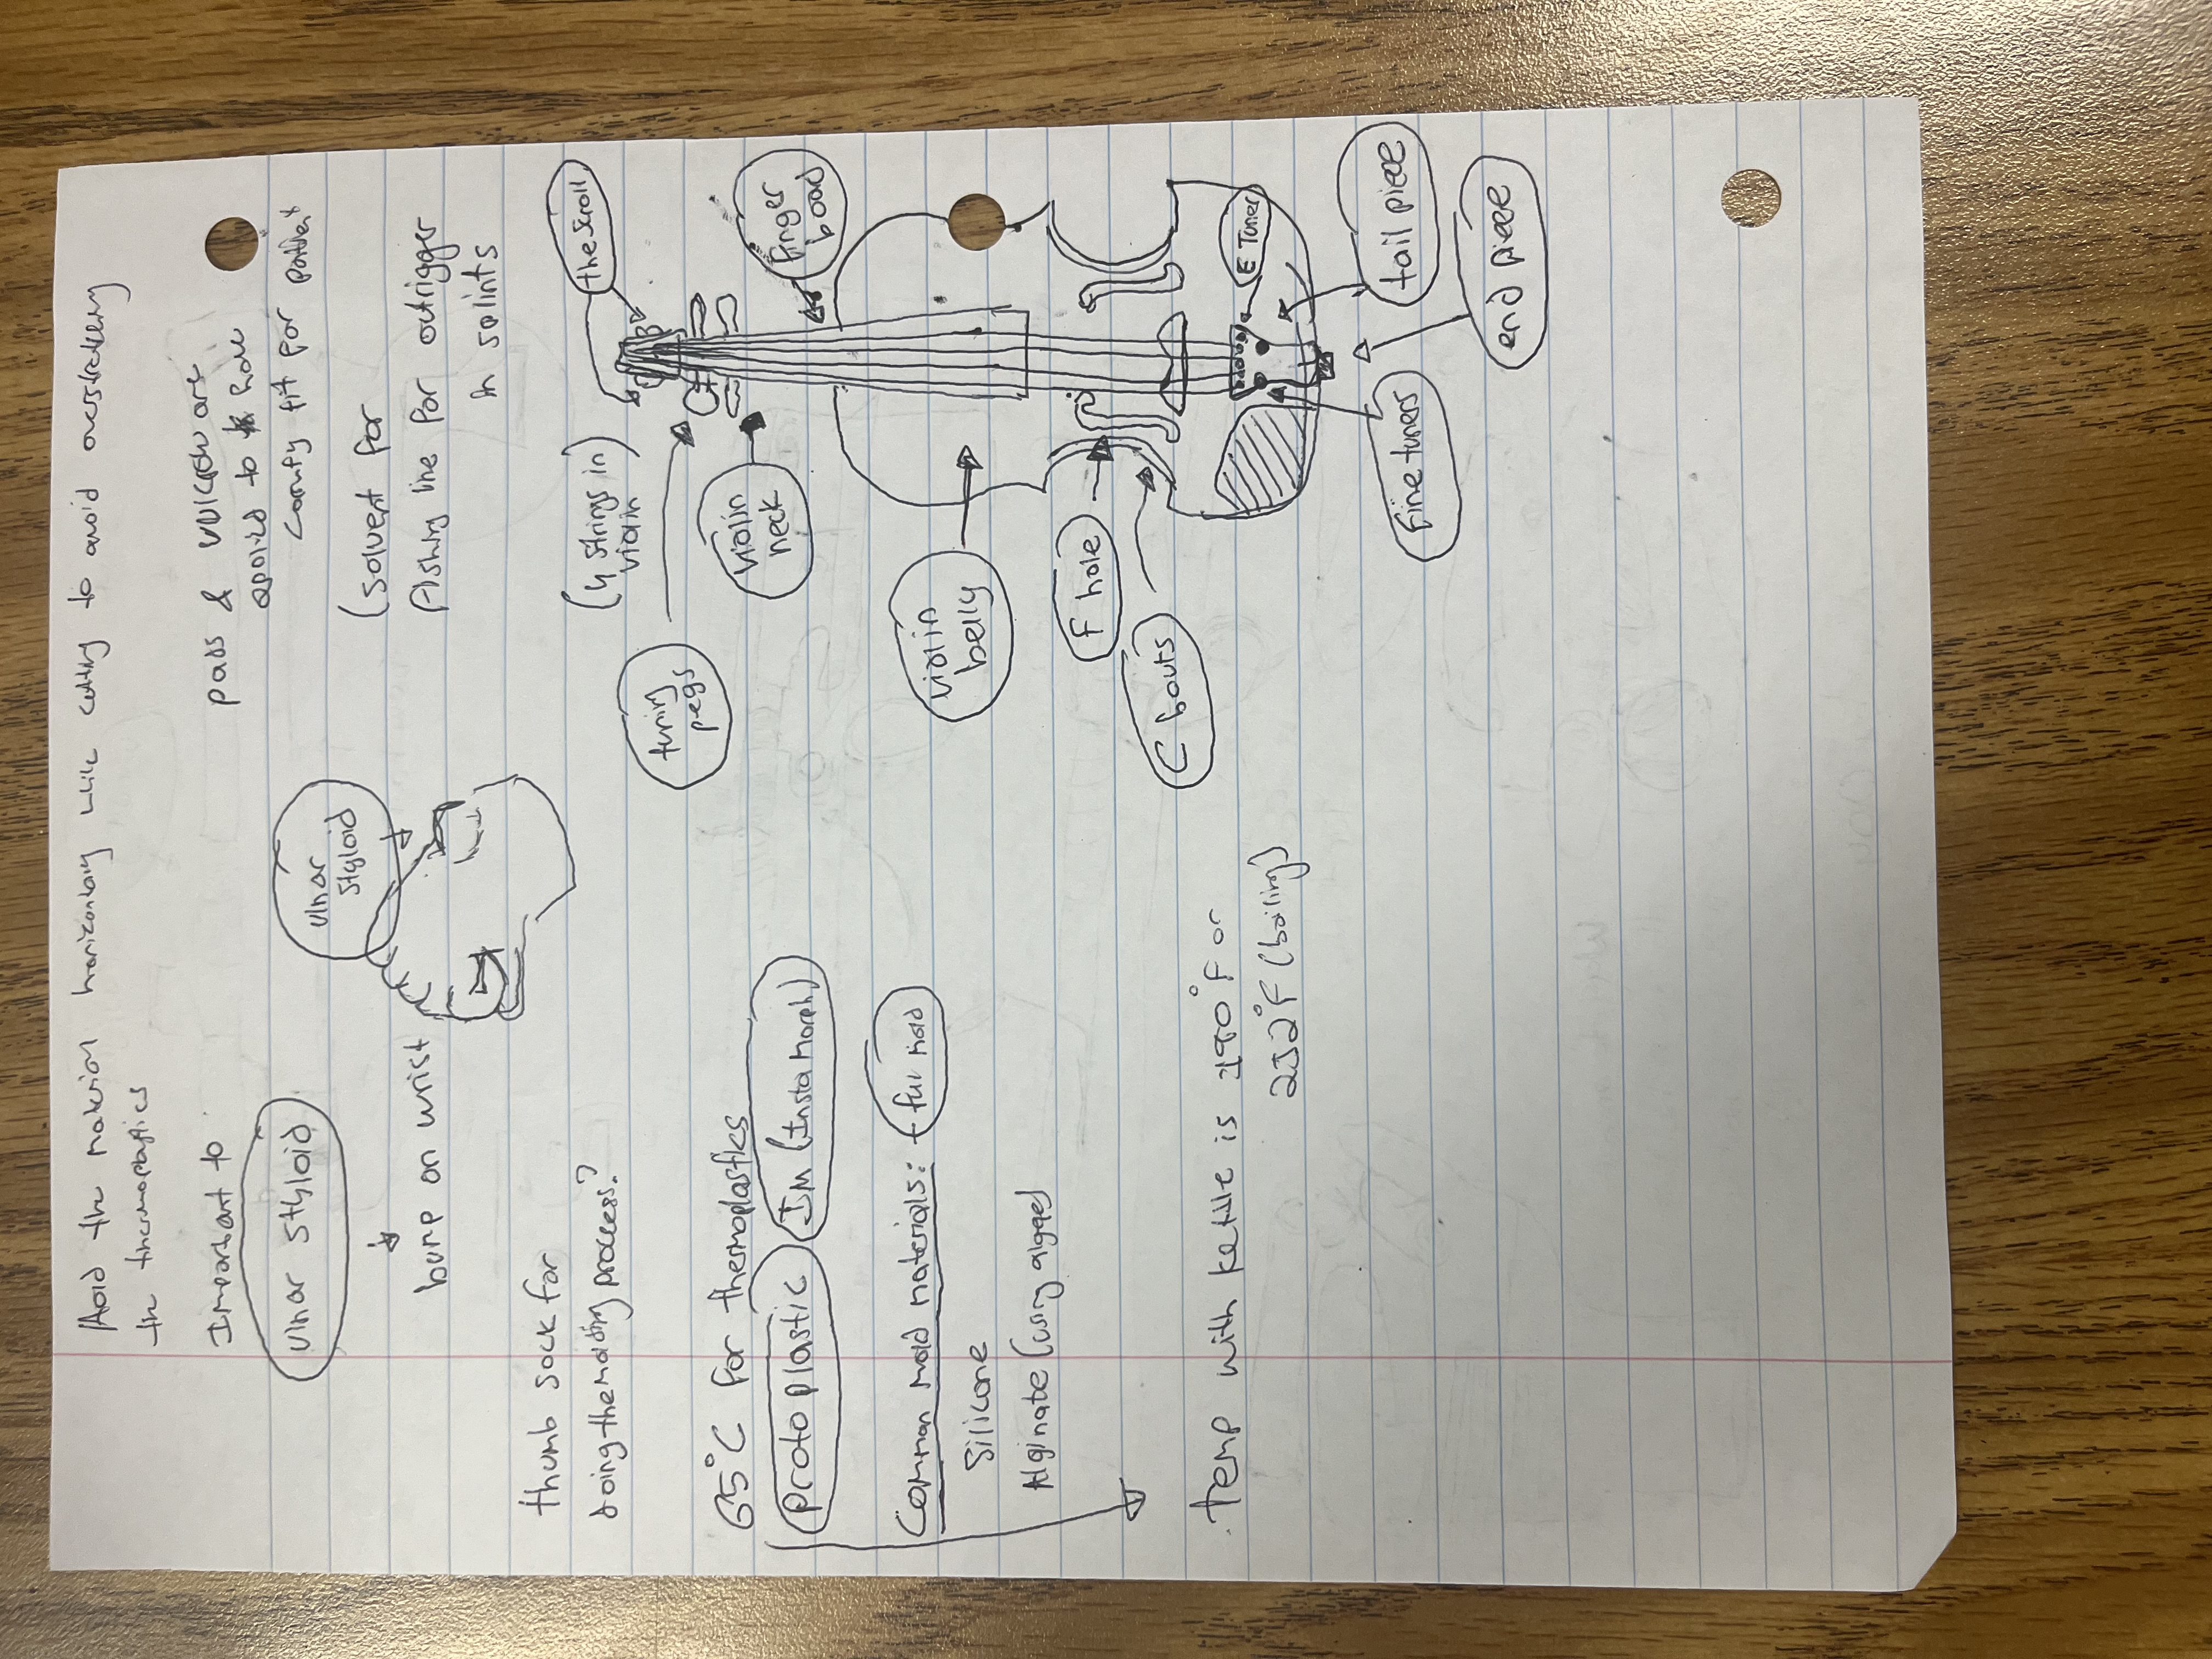 Hold the material horizontally while cutting to avoid overstretching
the thermoplastics
Important to
ulnar styloid
bump on wrist
ulnar
styloid
pads & velcrow are
applied to have
comfy fit for patient
(solvent for
fishing line for outrigger
in splints
thumb sock for
doing the molding proccess?
65°C for thermoplastics
proto plastic
IM (Insta Morph)
Common mold materials: + full mold
Silicone
Alginate (using algae)
temp with kettle is °F or
212°F (boiling)
(4 strings in
violin)
the scroll
tuning
pegs
violin
neck
finger
board
violin
belly
F hole
C bouts
E Tuner
Fine tuners
tail piece
end piece